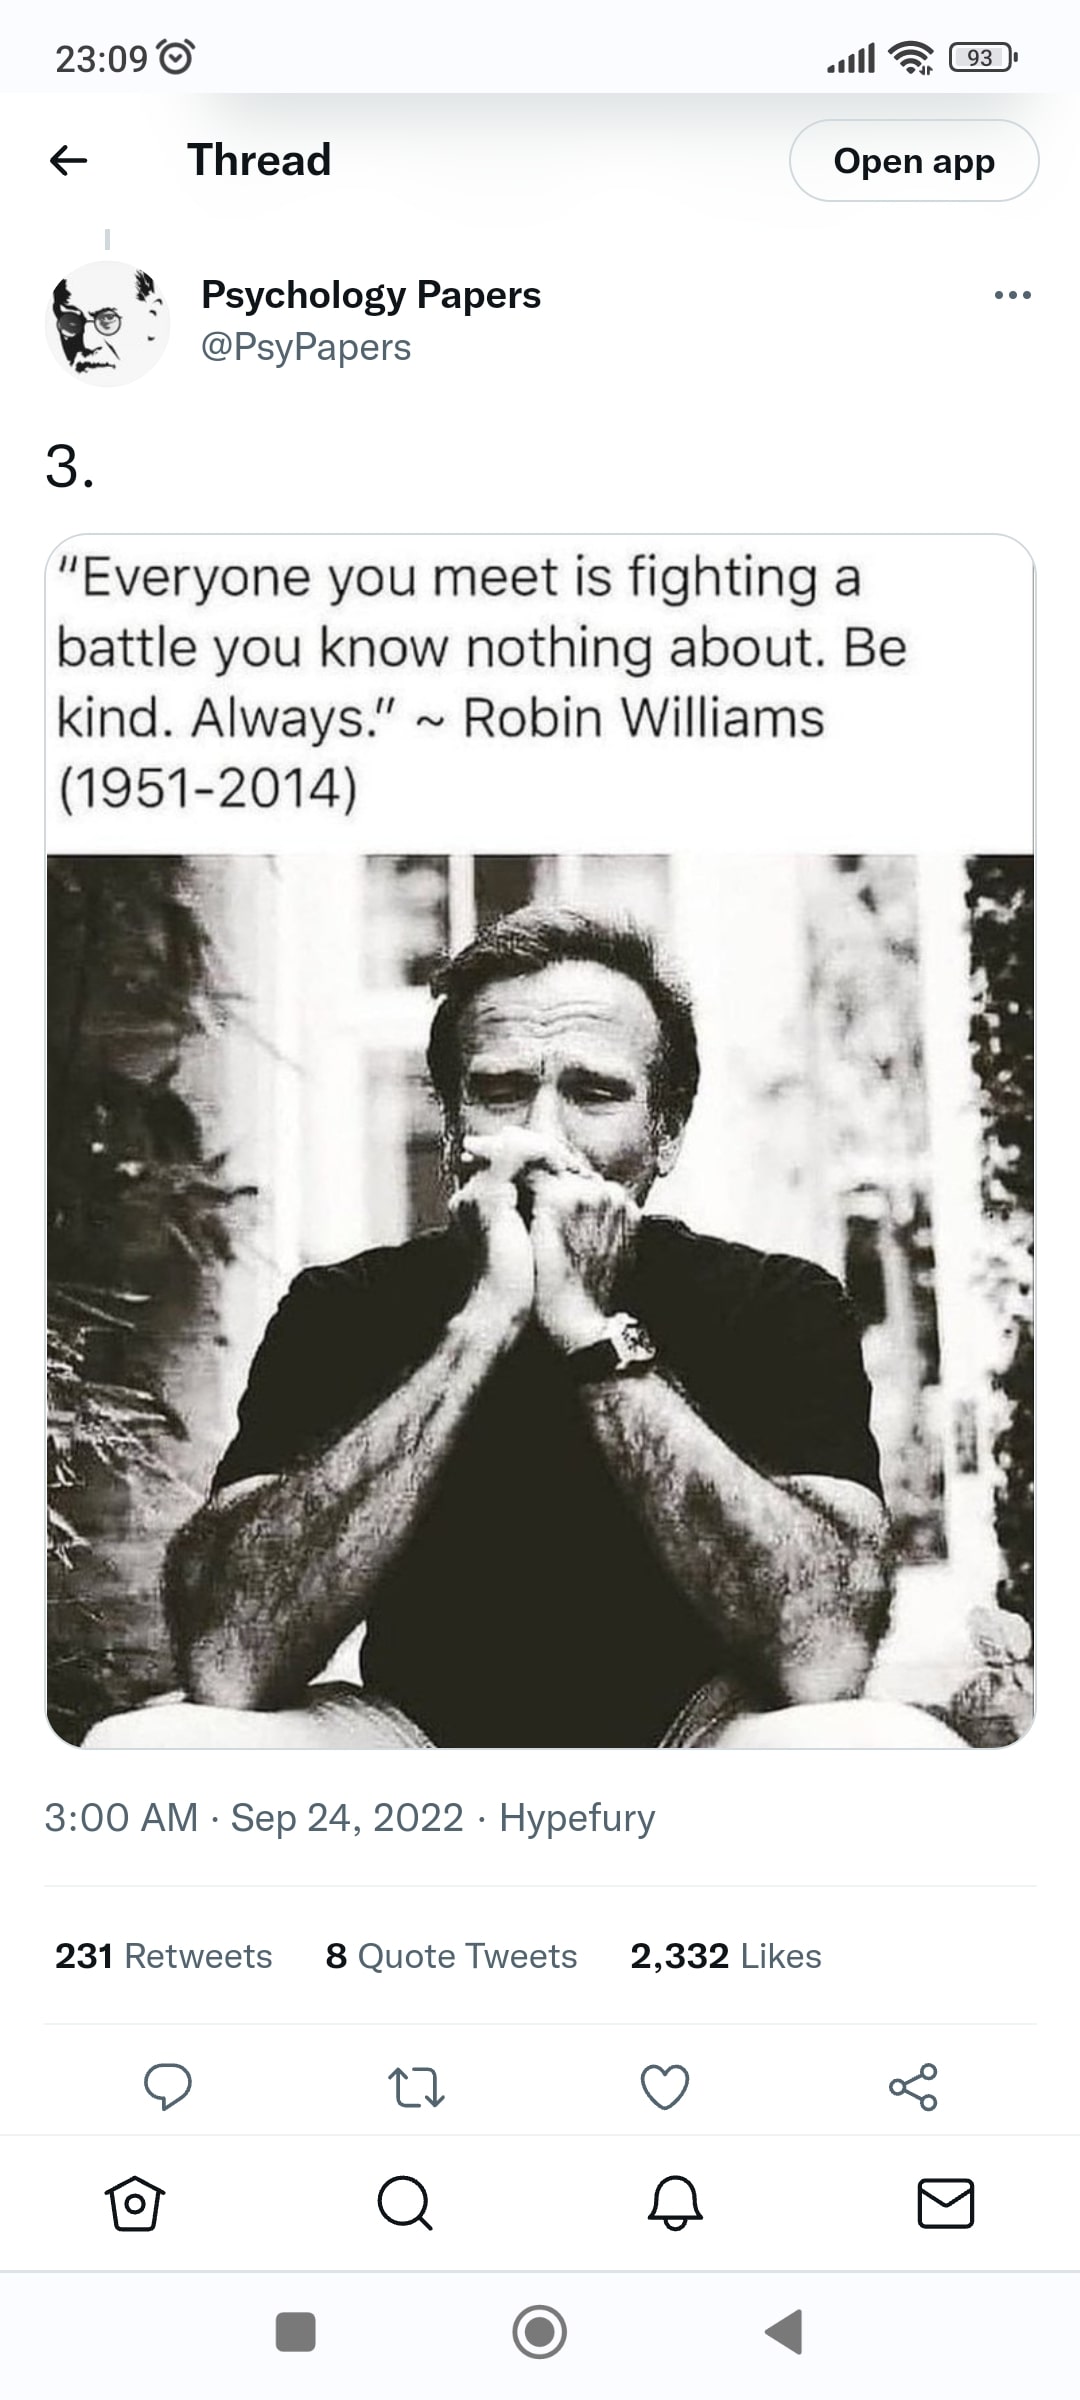 23:09
93
Thread
Open app
Psychology Papers
@PsyPapers
3.
"Everyone you meet is fighting a
battle you know nothing about. Be
kind. Always." ~ Robin Williams
(1951-2014)
3:00 AM · Sep 24, 2022 · Hypefury
231 Retweets 8 Quote Tweets 2,332 Likes